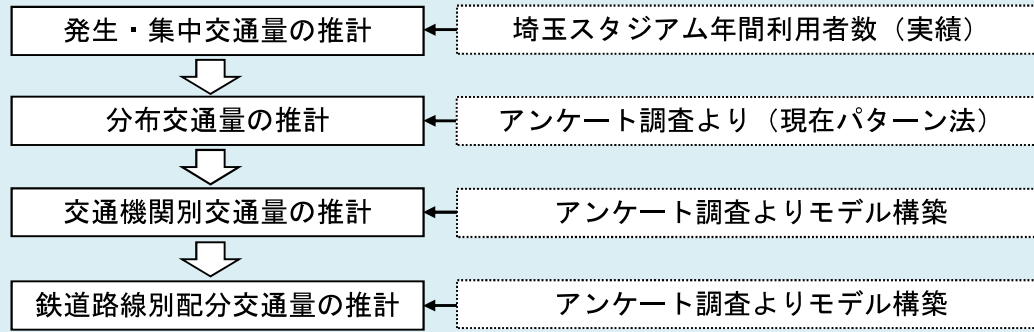 発生・集中交通量の推計
埼玉スタジアム年間利用者数（実績）
分布交通量の推計
アンケート調査より（現在パターン法）
交通機関別交通量の推計
アンケート調査よりモデル構築
鉄道路線別配分交通量の推計
アンケート調査よりモデル構築